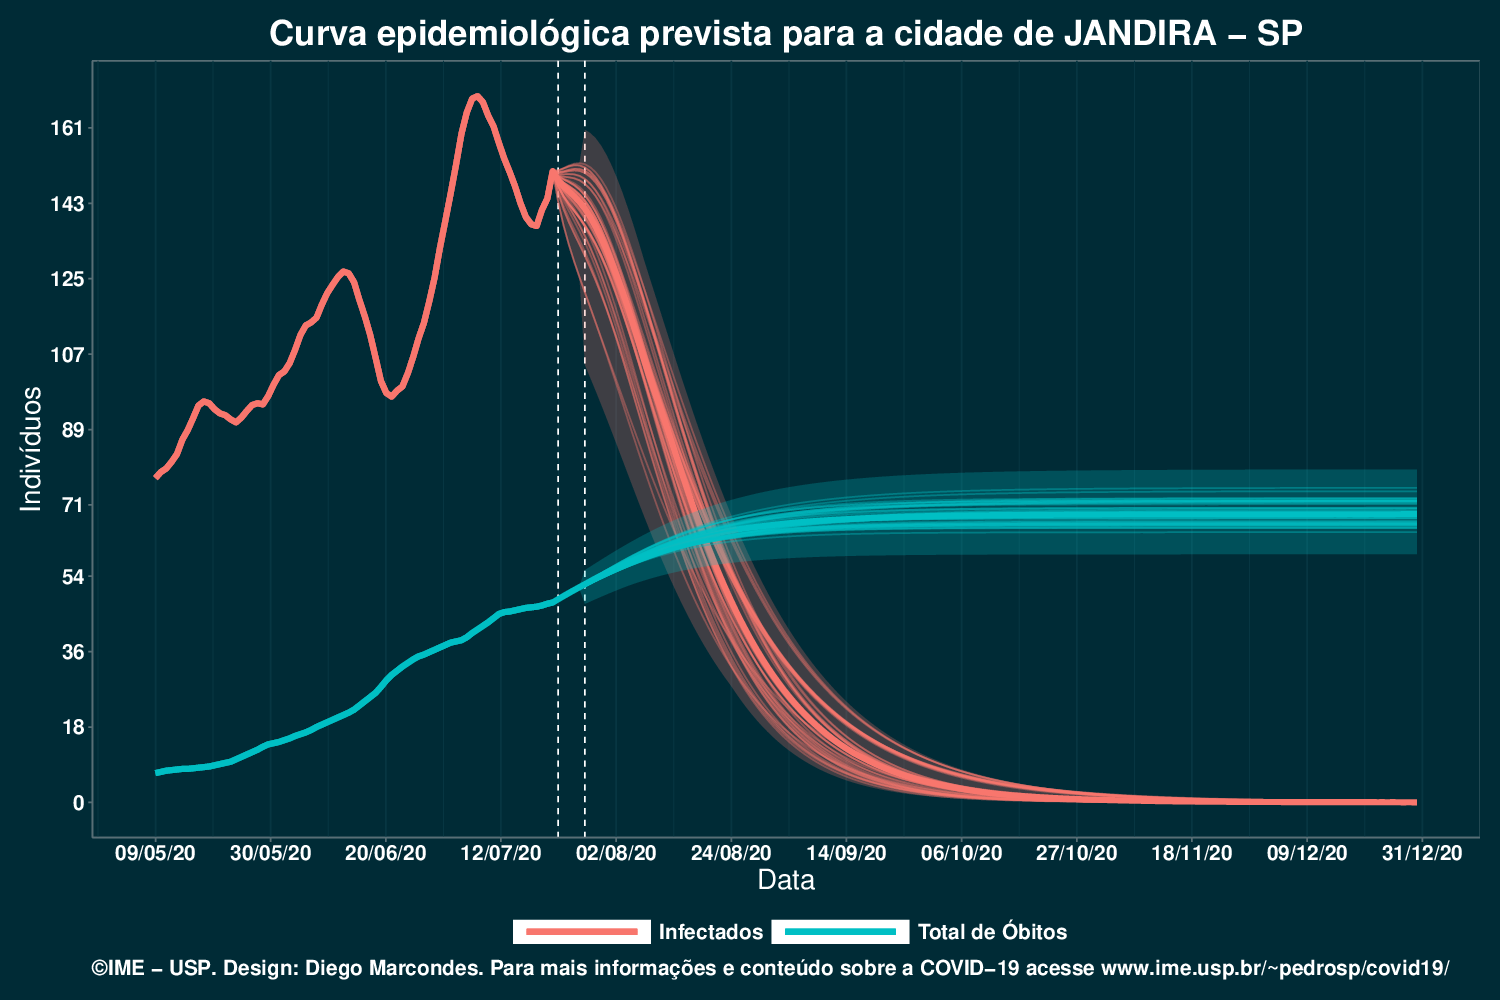 Curva epidemiológica prevista para a cidade de JANDIRA − SP
161
143
125
107
89
71
54
36
18
0
Indivíduos
09/05/20 30/05/20 20/06/20 12/07/20 02/08/20 24/08/20 14/09/20 06/10/20 27/10/20 18/11/20 09/12/20 31/12/20
Data
Infectados Total de Óbitos
©IME − USP. Design: Diego Marcondes. Para mais informações e conteúdo sobre a COVID−19 acesse www.ime.usp.br/~pedrosp/covid19/